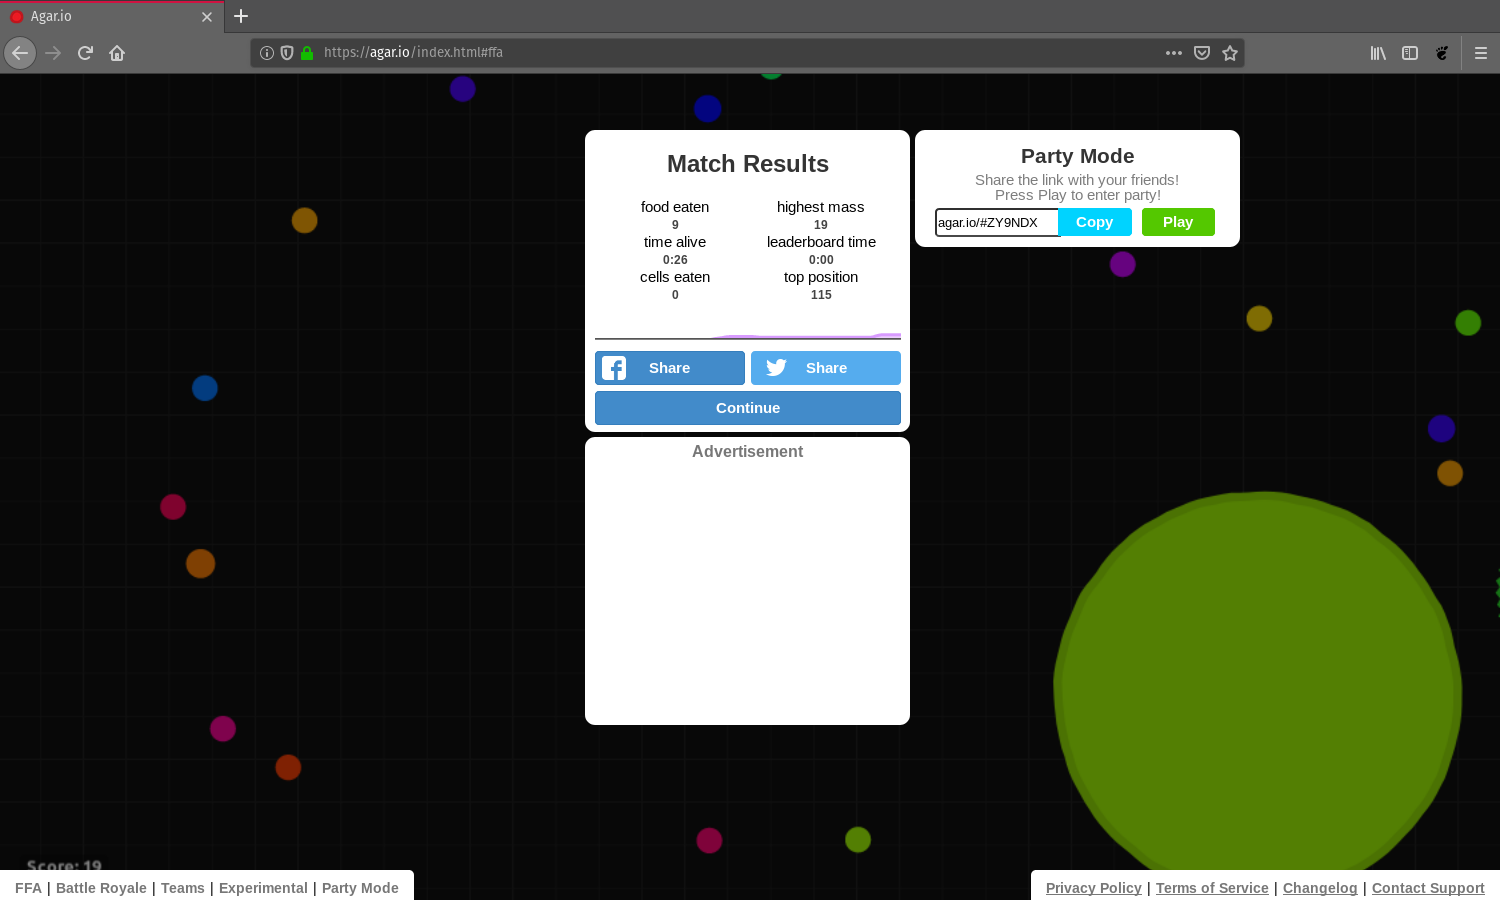 Agar.io
https://agar.io/index.html#ffa
Match Results
food eaten
9
highest mass
19
time alive
0:26
leaderboard time
0:00
cells eaten
0
top position
115
Share
Share
Continue
Advertisement
Party Mode
Share the link with your friends!
Press Play to enter party!
agar.io/#ZY9NDX
Copy
Play
Score: 19
FFA | Battle Royale | Teams | Experimental | Party Mode
Privacy Policy | Terms of Service | Changelog | Contact Support